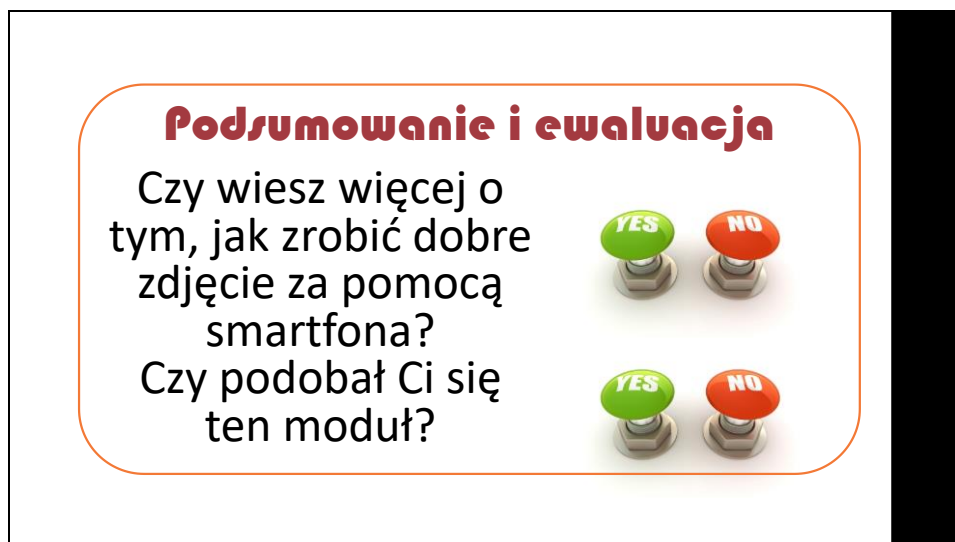 Podsumowanie i ewaluacja
Czy wiesz więcej o
tym, jak zrobić dobre
zdjęcie za pomocą
smartfona?
YES NO
Czy podobał Ci się
ten moduł?
YES NO